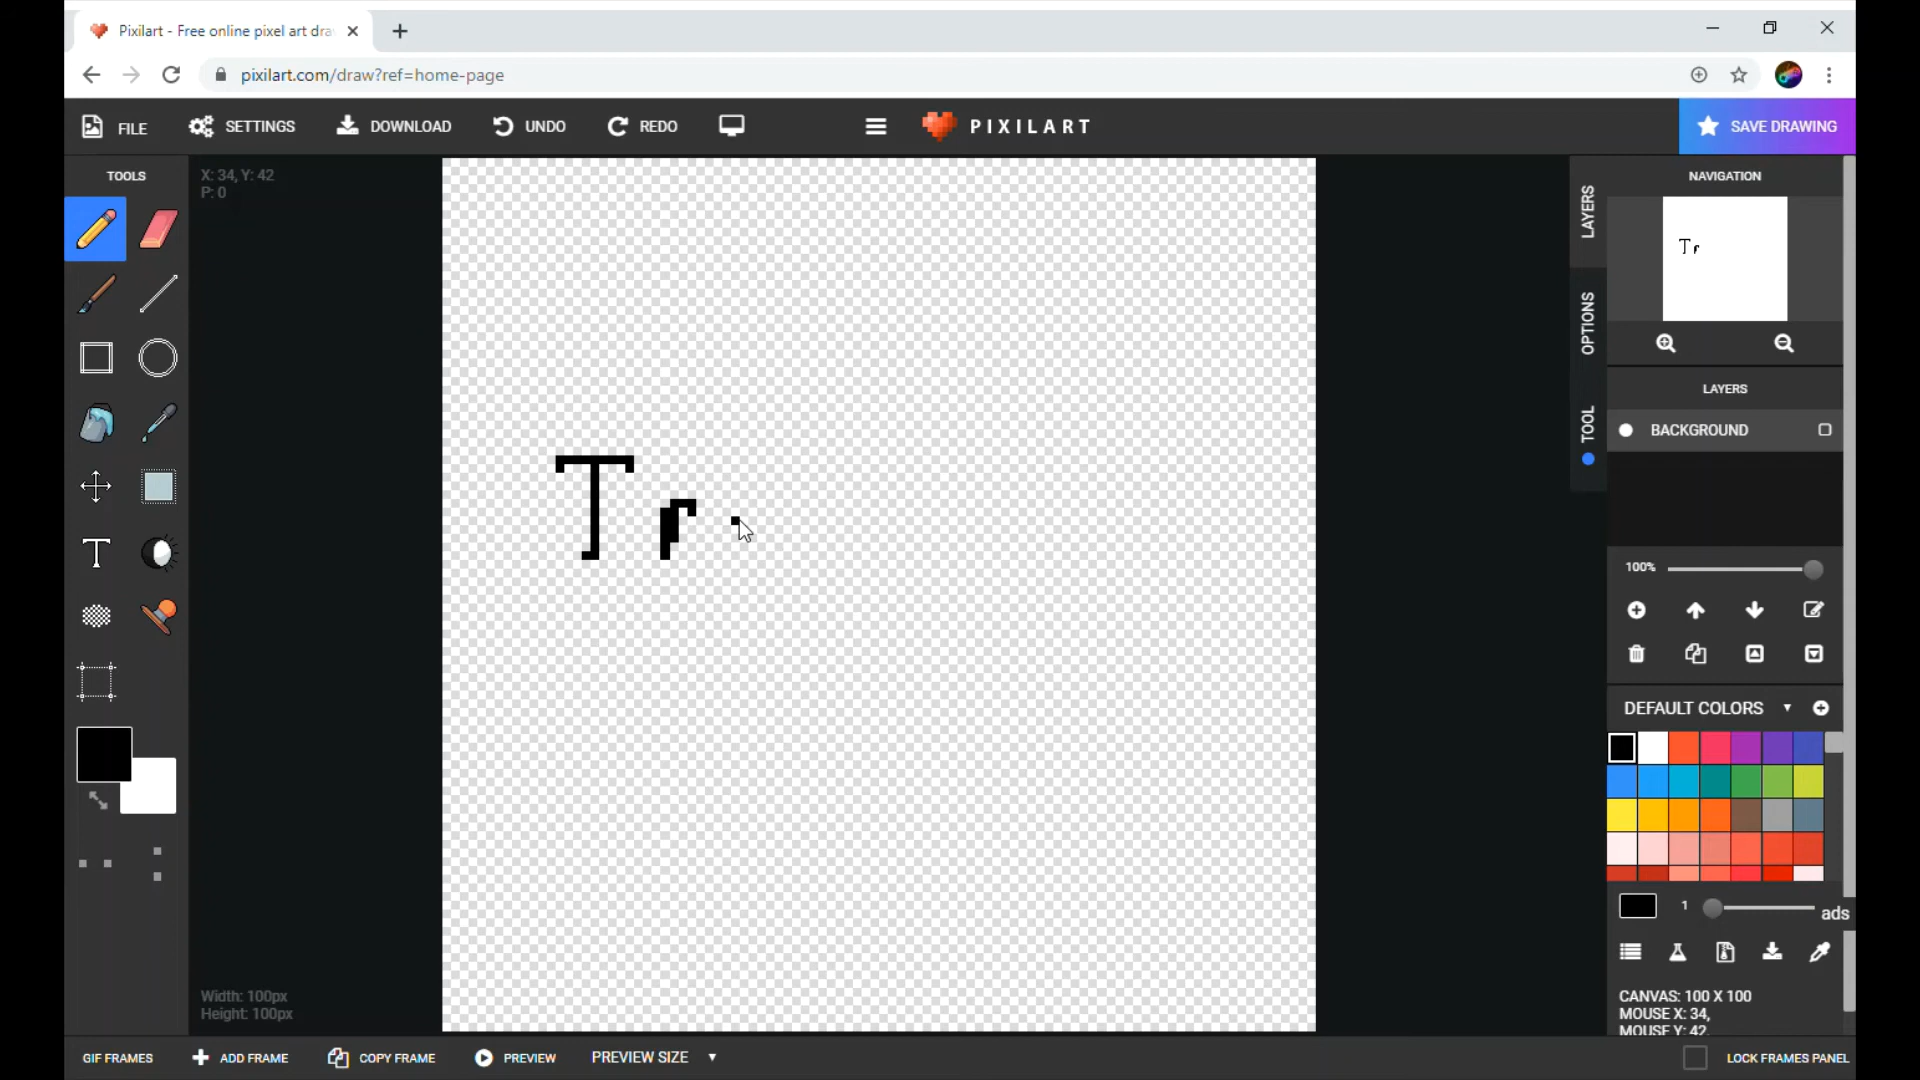 Pixilart - Free online pixel art dra
pixilart.com/draw?ref=home-page
FILE
SETTINGS
DOWNLOAD
UNDO
REDO
PIXILART
SAVE DRAWING
TOOLS
X: 34, Y: 42
P: 0
Tr
Width: 100px
Height: 100px
LAYERS
OPTIONS
TOOL
NAVIGATION
Tr
LAYERS
BACKGROUND
100%
DEFAULT COLORS
1
ads
CANVAS: 100 X 100
MOUSE X: 34,
MOUSE Y: 42,
GIF FRAMES
ADD FRAME
COPY FRAME
PREVIEW
PREVIEW SIZE
LOCK FRAMES PANEL